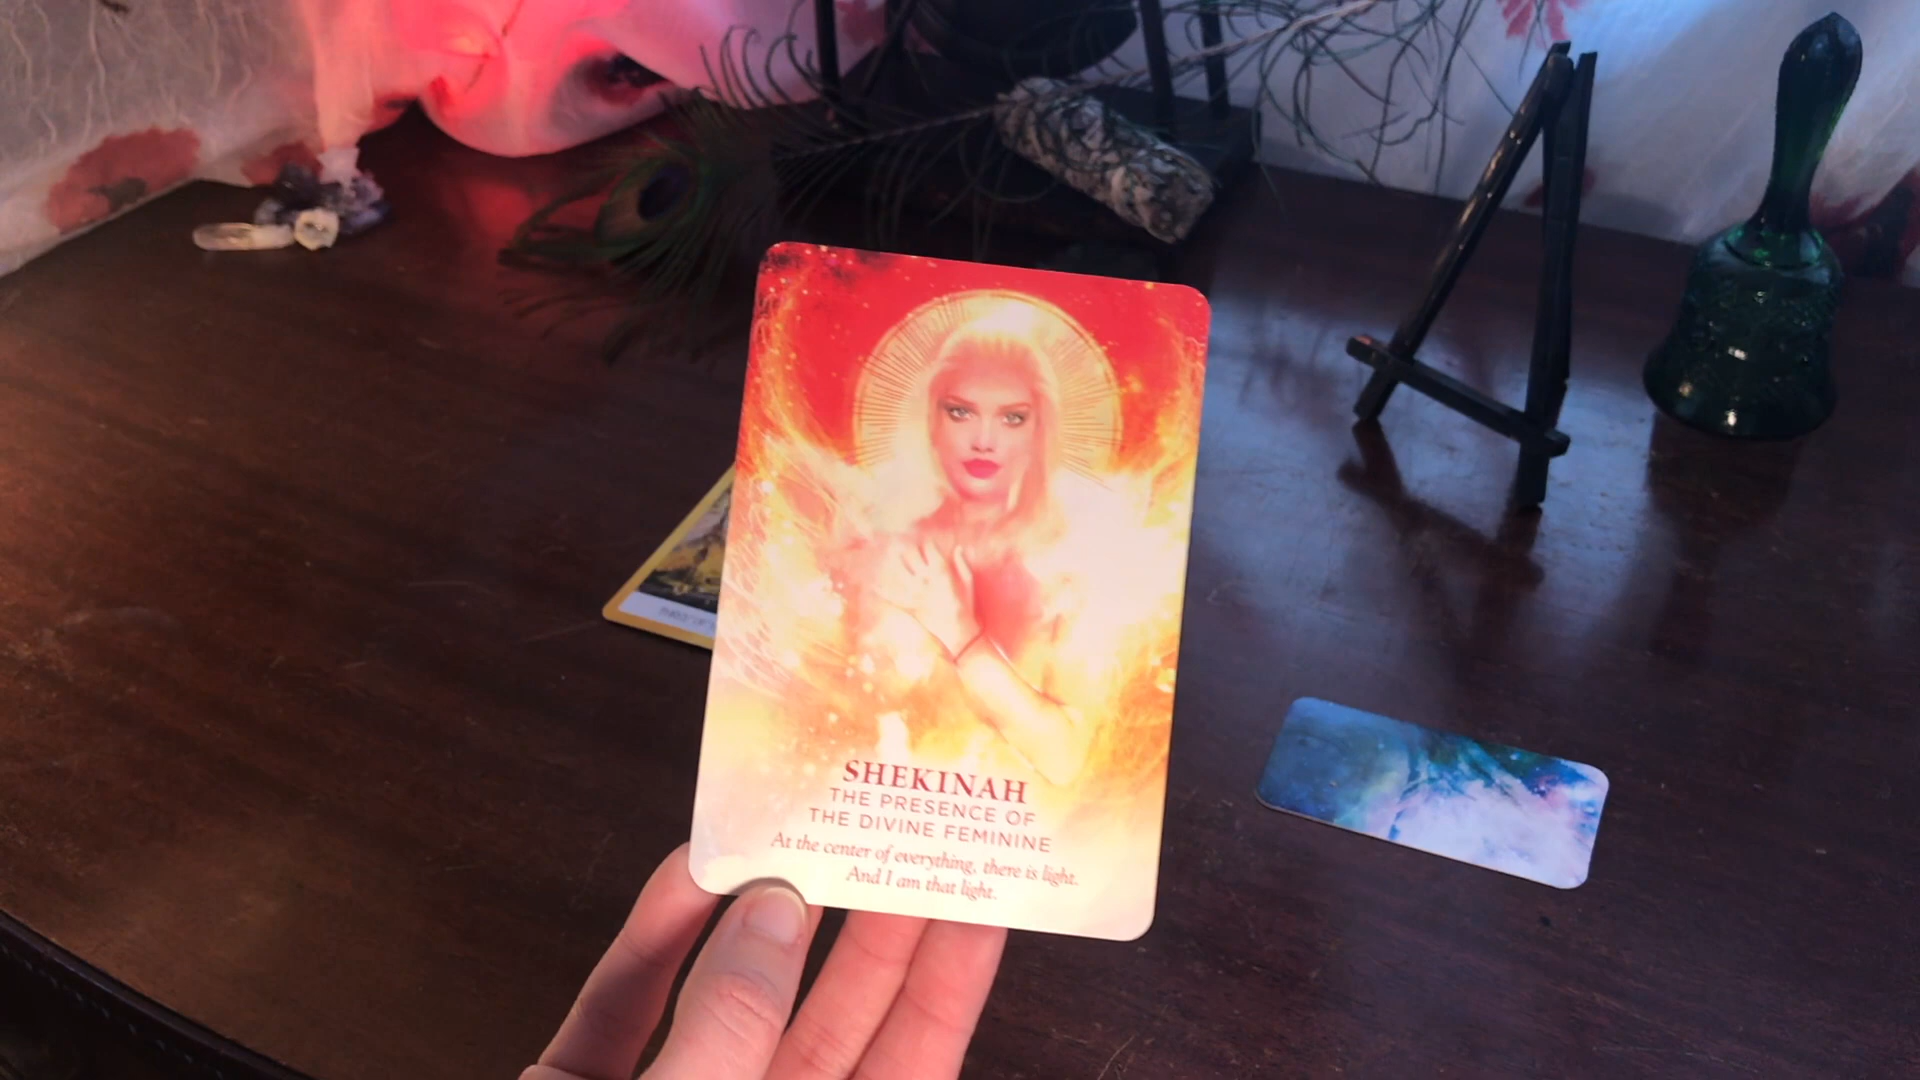 SHEKINAH
THE PRESENCE OF
THE DIVINE FEMININE
At the center of everything, there is light.
And I am that light.